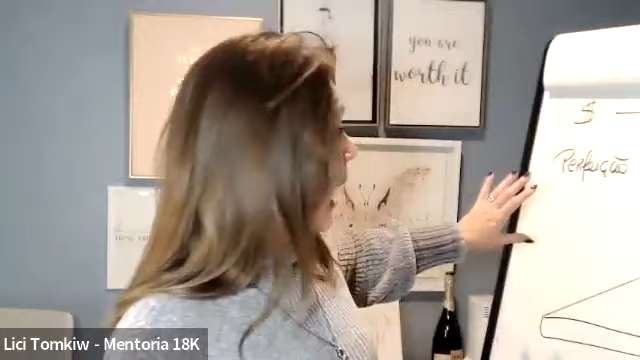 you are
worth it
$
Perfeição
Lici Tomkiw - Mentoria 18K